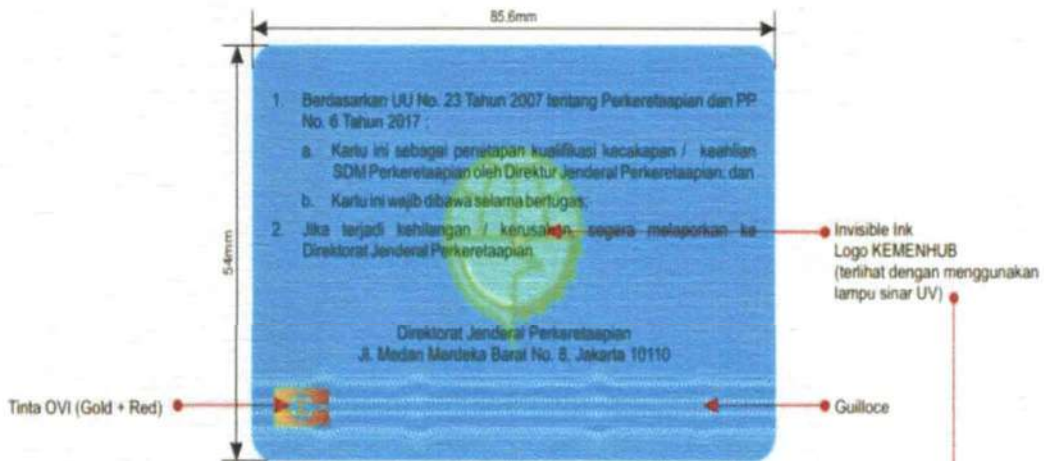 85.6mm
54mm
1. Berdasarkan UU No. 23 Tahun 2007 tentang Perkeretaapian dan PP
No. 6 Tahun 2017 ;
a. Kartu ini sebagai penetapan kualifikasi kecakapan / keahlian
SDM Perkeretaapian oleh Direktur Jenderal Perkeretaapian; dan
b. Kartu ini wajib dibawa selama bertugas;
2. Jika terjadi kehilangan / kerusakan, segera melaporkan ke
Direktorat Jenderal Perkeretaapian
Direktorat Jenderal Perkeretaapian
Jl. Medan Merdeka Barat No. 8, Jakarta 10110
Invisible Ink
Logo KEMENHUB
(terlihat dengan menggunakan
lampu sinar UV)
Tinta OVI (Gold + Red)
Guilloce